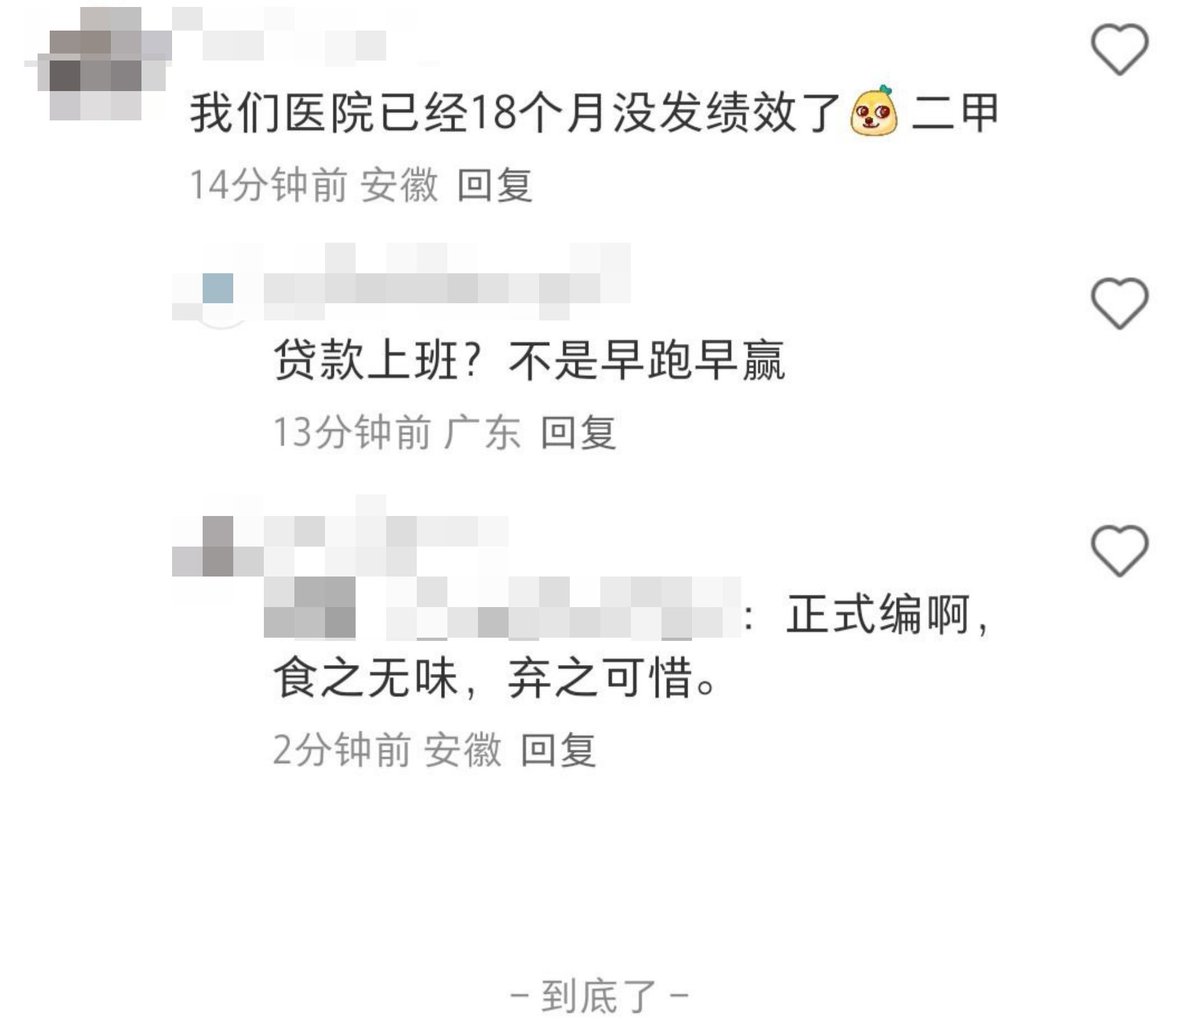 我们医院已经18个月没发绩效了 二甲
14分钟前 安徽 回复
贷款上班？不是早跑早赢
13分钟前 广东 回复
：正式编啊，
食之无味，弃之可惜。
2分钟前 安徽 回复
- 到底了 -